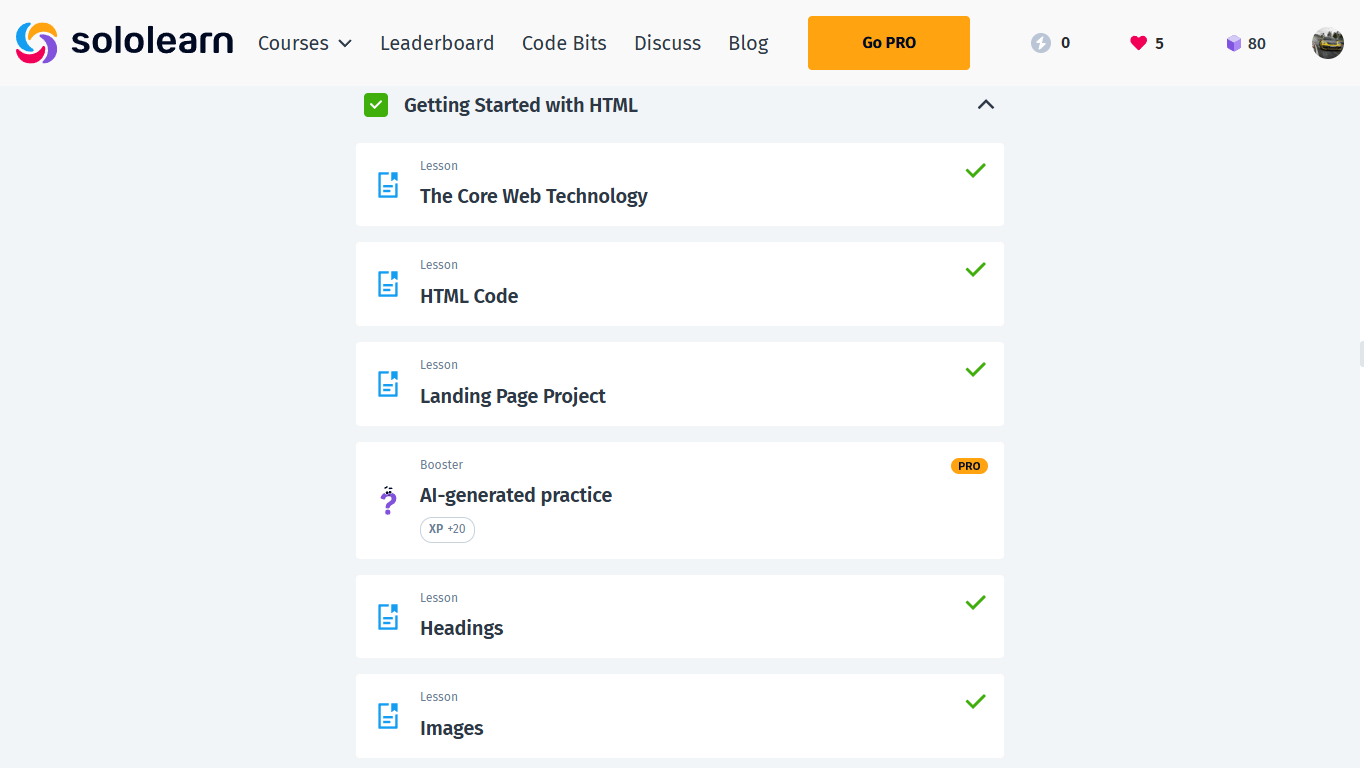 sololearn Courses Leaderboard Code Bits Discuss Blog Go PRO 0 5 80
Getting Started with HTML
Lesson
The Core Web Technology
Lesson
HTML Code
Lesson
Landing Page Project
Booster
PRO
AI-generated practice
XP +20
Lesson
Headings
Lesson
Images